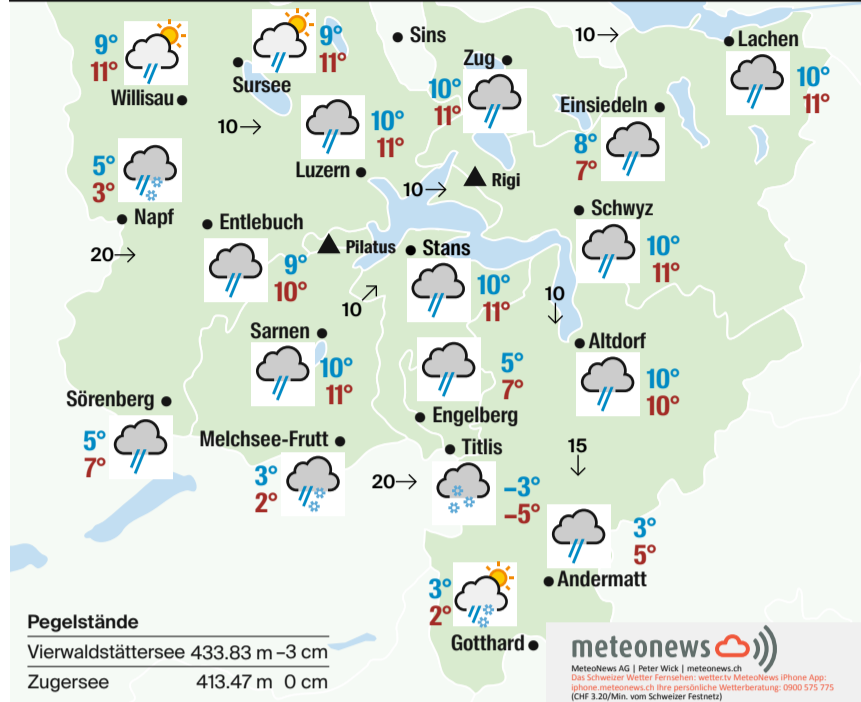 9°
11°
Willisau
9°
11°
Sursee
Sins
10
Lachen
10°
11°
Zug
10°
11°
Einsiedeln
8°
7°
10
10°
11°
Luzern
5°
3°
Napf
10
Rigi
Entlebuch
9°
10°
Pilatus
Stans
10°
11°
Schwyz
10°
11°
20
10
10
Sarnen
10°
11°
5°
7°
Engelberg
Altdorf
10°
10°
Sörenberg
5°
7°
Melchsee-Frutt
3°
2°
20
Titlis
–3°
–5°
15
3°
5°
Andermatt
3°
2°
Gotthard
Pegelstände
Vierwaldstättersee 433.83 m –3 cm
Zugersee 413.47 m 0 cm
meteonews
MeteoNews AG | Peter Wick | meteonews.ch
Das Schweizer Wetter Fernsehen: wetter.tv MeteoNews iPhone App:
iphone.meteonews.ch Ihre persönliche Wetterberatung: 0900 575 775
(CHF 3.20/Min. vom Schweizer Festnetz)